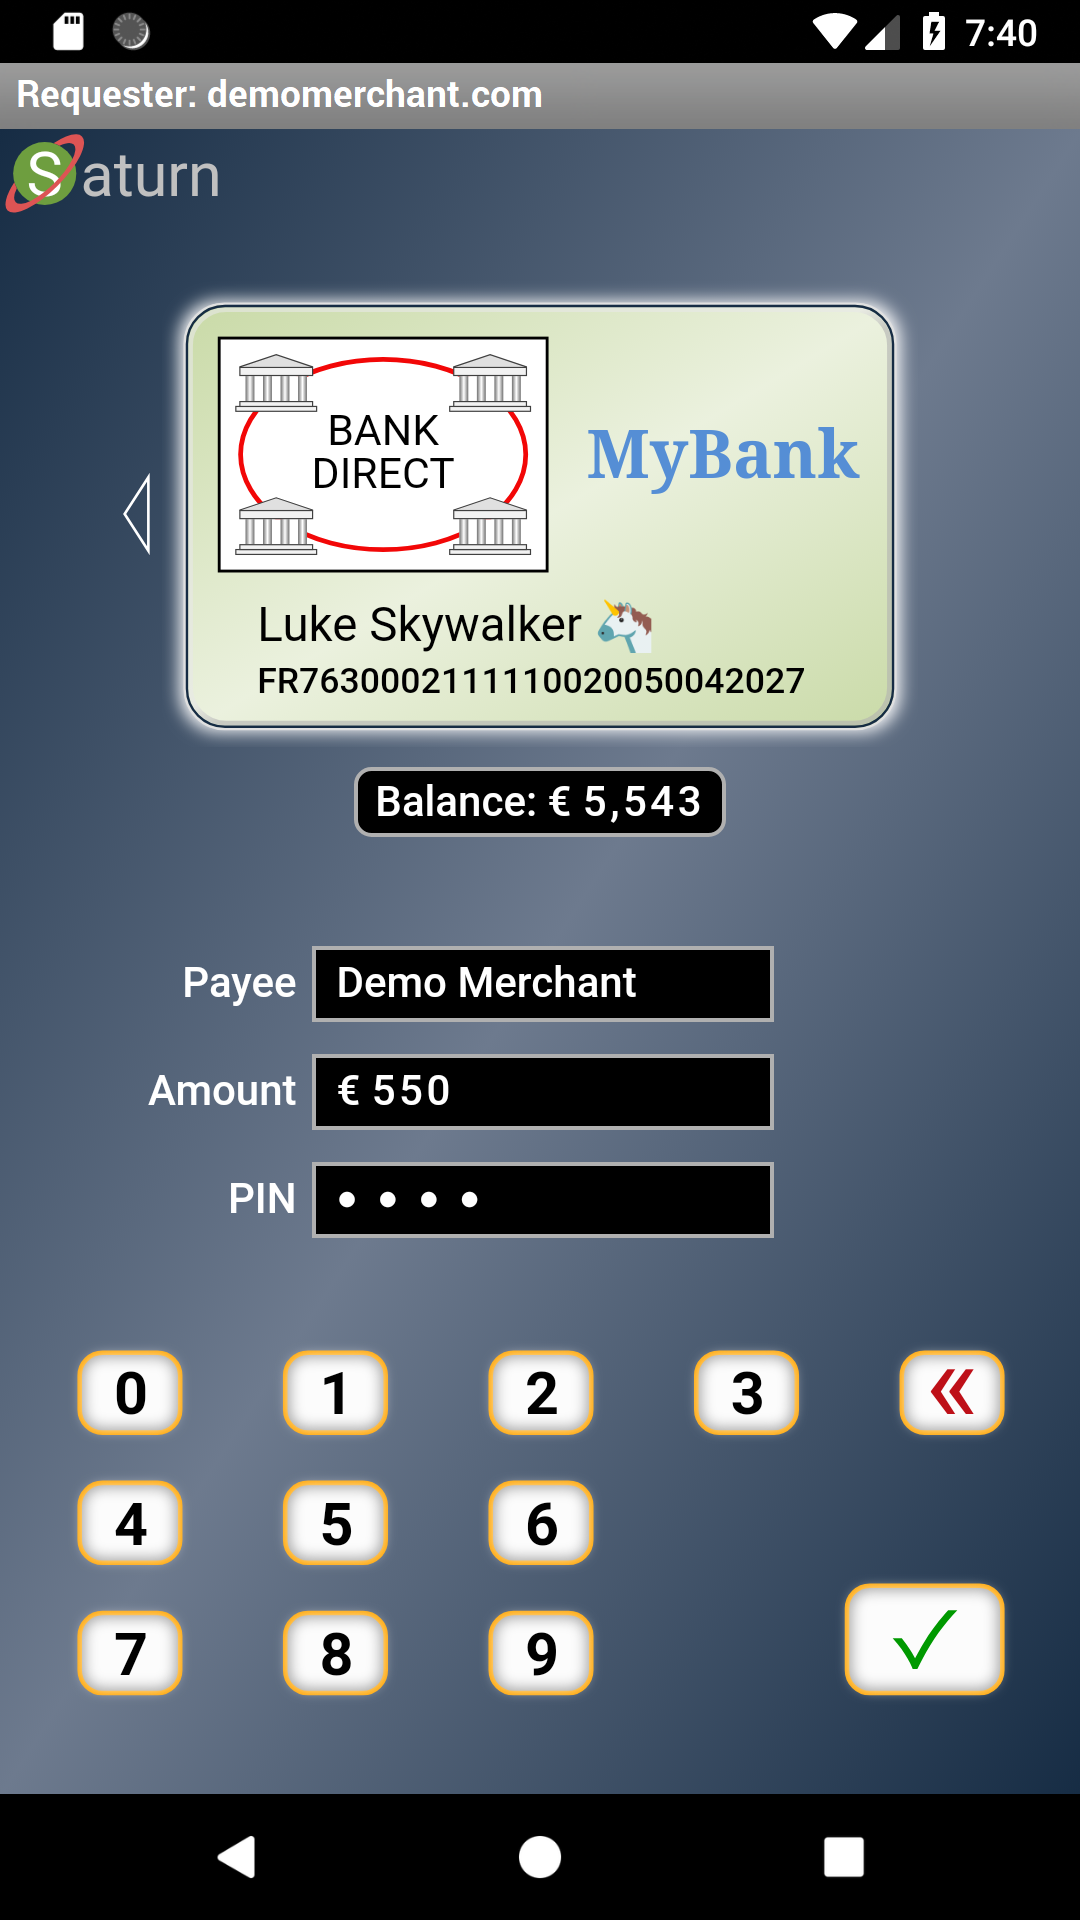 7:40
Requester: demomerchant.com
Saturn
BANK
DIRECT
MyBank
Luke Skywalker 🦄
FR7630002111110020050042027
Balance: € 5,543
Payee Demo Merchant
Amount € 550
PIN ● ● ● ●
0 1 2 3 «
4 5 6
7 8 9 ✓